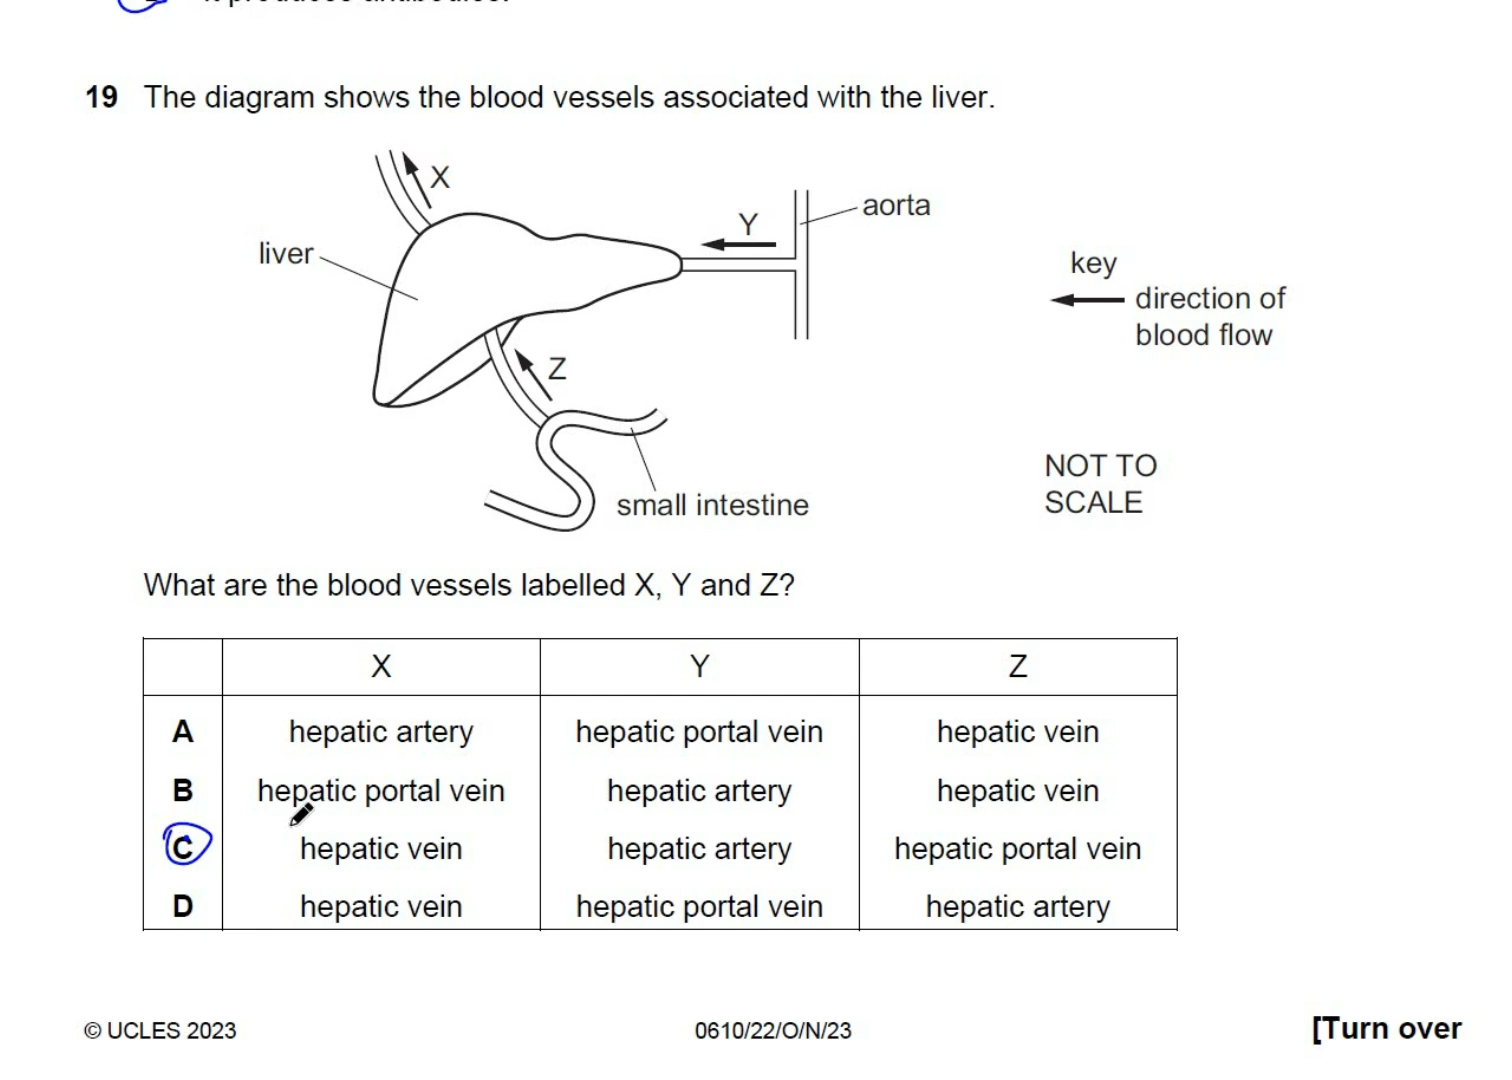 19 The diagram shows the blood vessels associated with the liver.
X
aorta
Y
liver
key
direction of
blood flow
Z
NOT TO
SCALE
small intestine
What are the blood vessels labelled X, Y and Z?
X Y Z
A hepatic artery hepatic portal vein hepatic vein
B hepatic portal vein hepatic artery hepatic vein
C hepatic vein hepatic artery hepatic portal vein
D hepatic vein hepatic portal vein hepatic artery
© UCLES 2023 0610/22/O/N/23 [Turn over